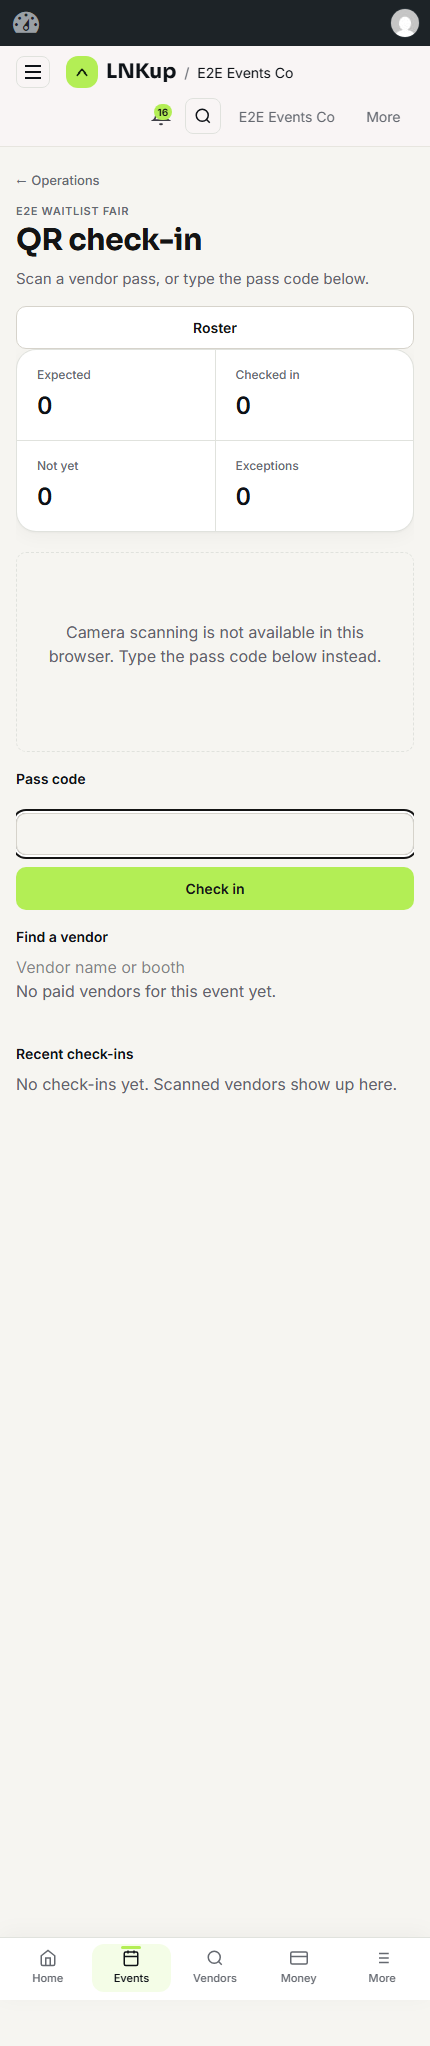 LNKup / E2E Events Co
16
E2E Events Co
More
← Operations
E2E WAITLIST FAIR
QR check-in
Scan a vendor pass, or type the pass code below.
Roster
Expected
0
Checked in
0
Not yet
0
Exceptions
0
Camera scanning is not available in this
browser. Type the pass code below instead.
Pass code
Check in
Find a vendor
Vendor name or booth
No paid vendors for this event yet.
Recent check-ins
No check-ins yet. Scanned vendors show up here.
Home
Events
Vendors
Money
More